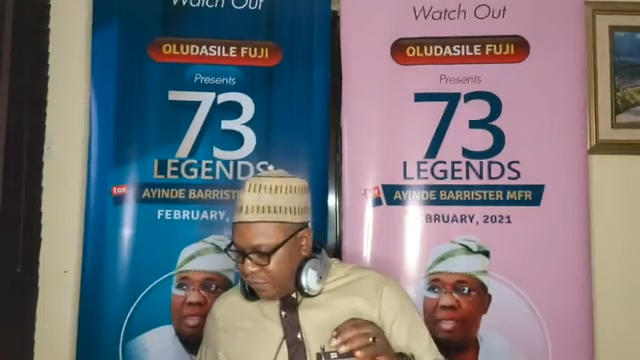 Watch Out
OLUDASILE FUJI
Presents
73
LEGENDS
FOR
AYINDE BARRISTER
FEBRUARY,
Watch Out
OLUDASILE FUJI
Presents
73
LEGENDS
AYINDE BARRISTER MFR
FEBRUARY, 2021